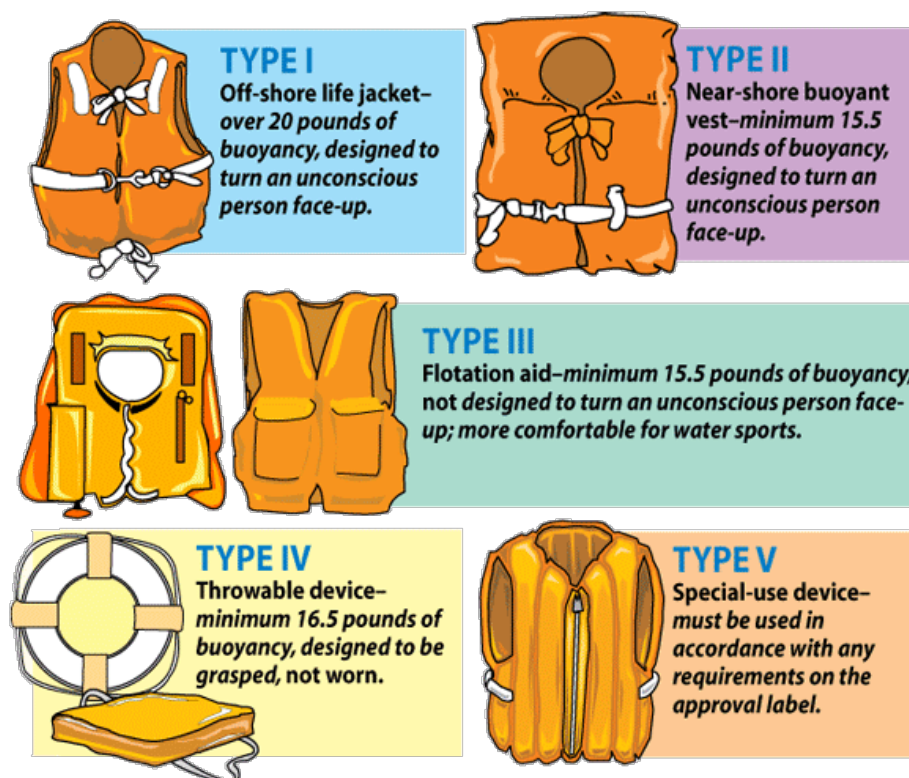 TYPE I
Off-shore life jacket–
over 20 pounds of
buoyancy, designed to
turn an unconscious
person face-up.
TYPE II
Near-shore buoyant
vest–minimum 15.5
pounds of buoyancy,
designed to turn an
unconscious person
face-up.
TYPE III
Flotation aid–minimum 15.5 pounds of buoyancy,
not designed to turn an unconscious person face-
up; more comfortable for water sports.
TYPE IV
Throwable device–
minimum 16.5 pounds of
buoyancy, designed to be
grasped, not worn.
TYPE V
Special-use device–
must be used in
accordance with any
requirements on the
approval label.